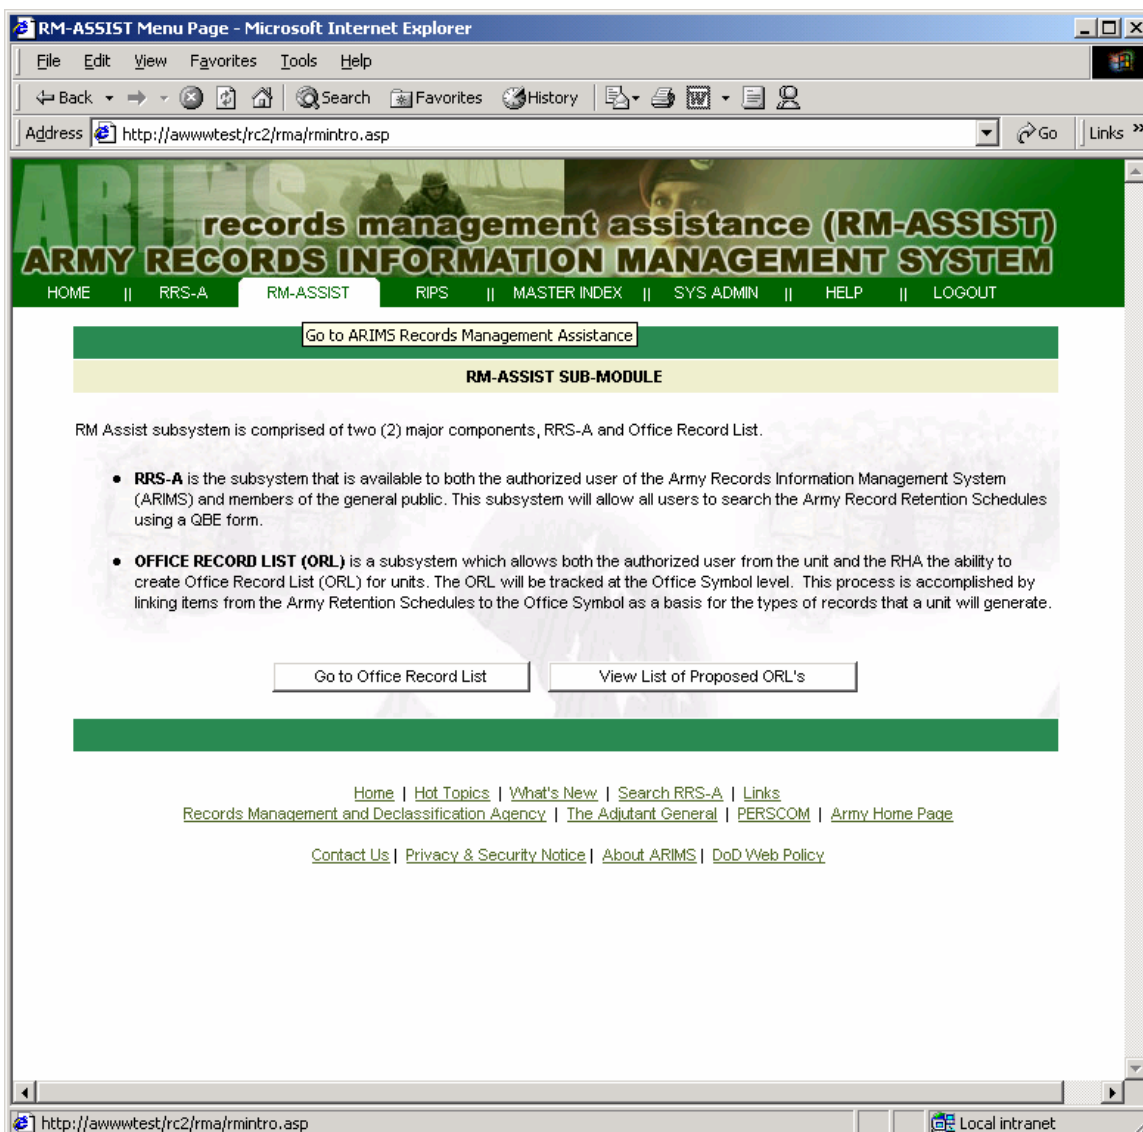 RM-ASSIST Menu Page - Microsoft Internet Explorer
File Edit View Favorites Tools Help
Back Search Favorites History
Address http://awwwtest/rc2/rma/rmintro.asp Go Links »
ARIMS
records management assistance (RM-ASSIST)
ARMY RECORDS INFORMATION MANAGEMENT SYSTEM
HOME || RRS-A RM-ASSIST RIPS || MASTER INDEX || SYS ADMIN || HELP || LOGOUT
Go to ARIMS Records Management Assistance
RM-ASSIST SUB-MODULE
RM Assist subsystem is comprised of two (2) major components, RRS-A and Office Record List.
● RRS-A is the subsystem that is available to both the authorized user of the Army Records Information Management System
(ARIMS) and members of the general public. This subsystem will allow all users to search the Army Record Retention Schedules
using a QBE form.
● OFFICE RECORD LIST (ORL) is a subsystem which allows both the authorized user from the unit and the RHA the ability to
create Office Record List (ORL) for units. The ORL will be tracked at the Office Symbol level. This process is accomplished by
linking items from the Army Retention Schedules to the Office Symbol as a basis for the types of records that a unit will generate.
Go to Office Record List View List of Proposed ORL's
Home | Hot Topics | What's New | Search RRS-A | Links
Records Management and Declassification Agency | The Adjutant General | PERSCOM | Army Home Page
Contact Us | Privacy & Security Notice | About ARIMS | DoD Web Policy
http://awwwtest/rc2/rma/rmintro.asp Local intranet